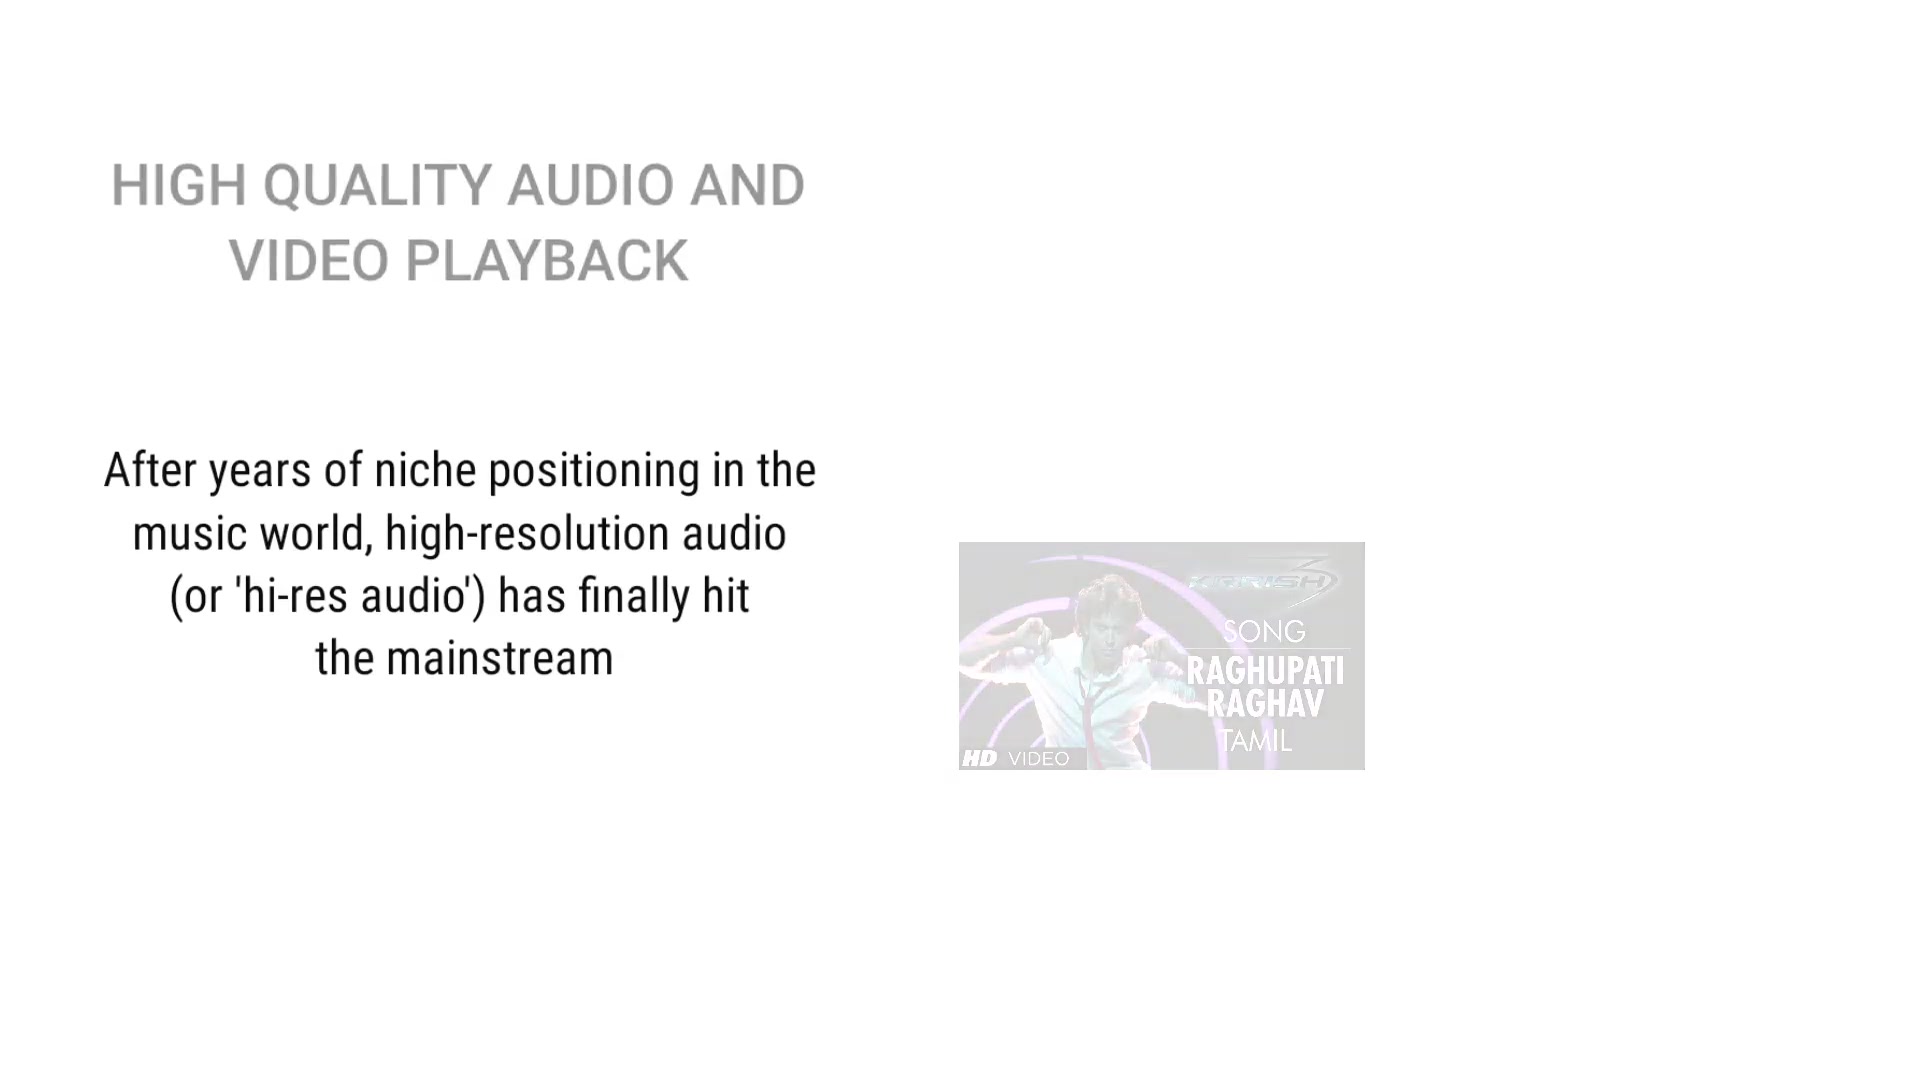 HIGH QUALITY AUDIO AND
VIDEO PLAYBACK
After years of niche positioning in the
music world, high-resolution audio
(or 'hi-res audio') has finally hit
the mainstream
KRRISH 3
SONG
RAGHUPATI
RAGHAV
TAMIL
HD VIDEO